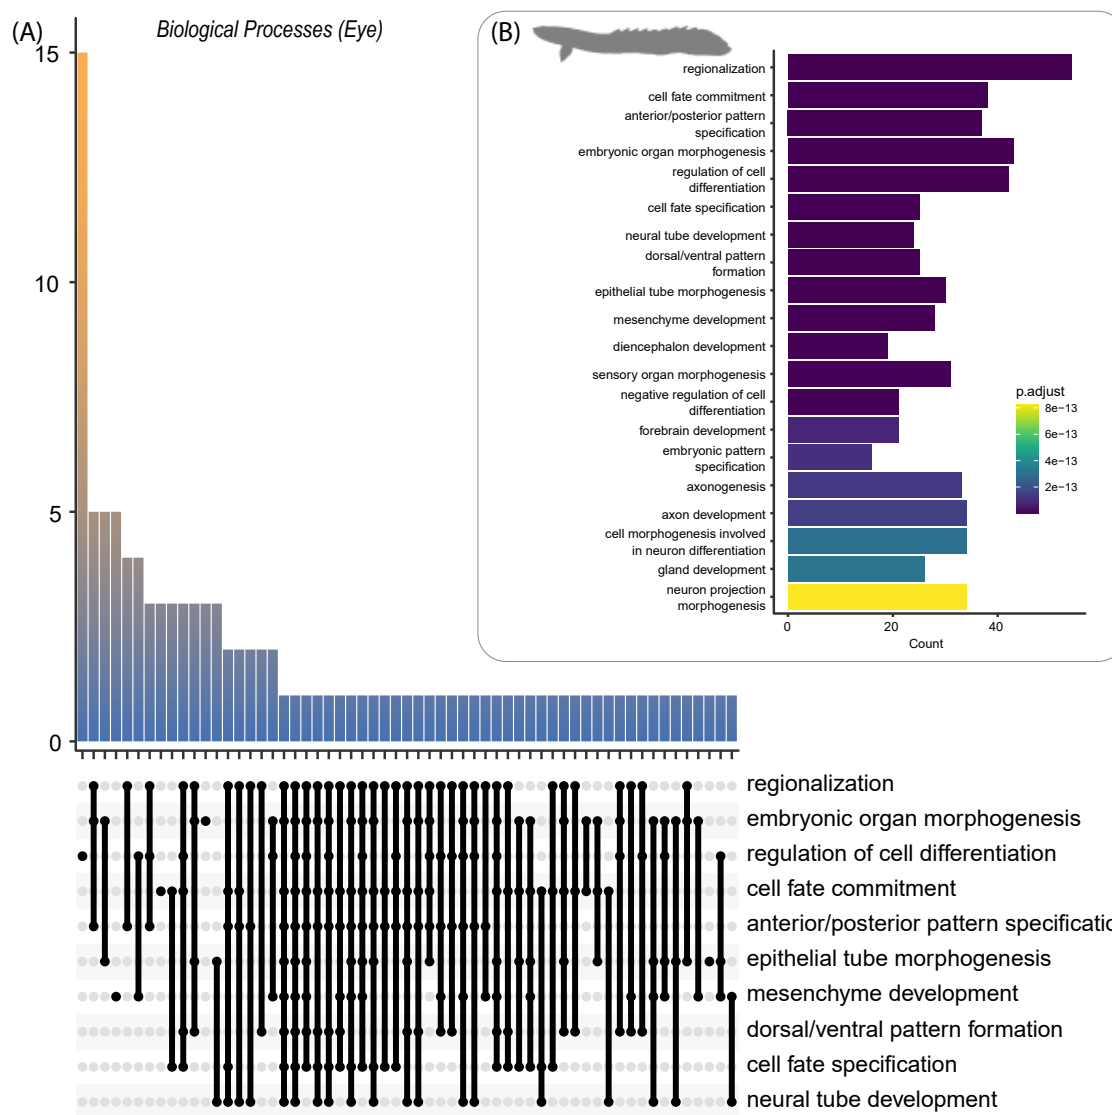 (A)
Biological Processes (Eye)
15
10
5
0
(B)
regionalization
cell fate commitment
anterior/posterior pattern
specification
embryonic organ morphogenesis
regulation of cell
differentiation
cell fate specification
neural tube development
dorsal/ventral pattern
formation
epithelial tube morphogenesis
mesenchyme development
diencephalon development
sensory organ morphogenesis
negative regulation of cell
differentiation
forebrain development
embryonic pattern
specification
axonogenesis
axon development
cell morphogenesis involved
in neuron differentiation
gland development
neuron projection
morphogenesis
0 20 40
Count
p.adjust
8e−13
6e−13
4e−13
2e−13
regionalization
embryonic organ morphogenesis
regulation of cell differentiation
cell fate commitment
anterior/posterior pattern specificatio
epithelial tube morphogenesis
mesenchyme development
dorsal/ventral pattern formation
cell fate specification
neural tube development